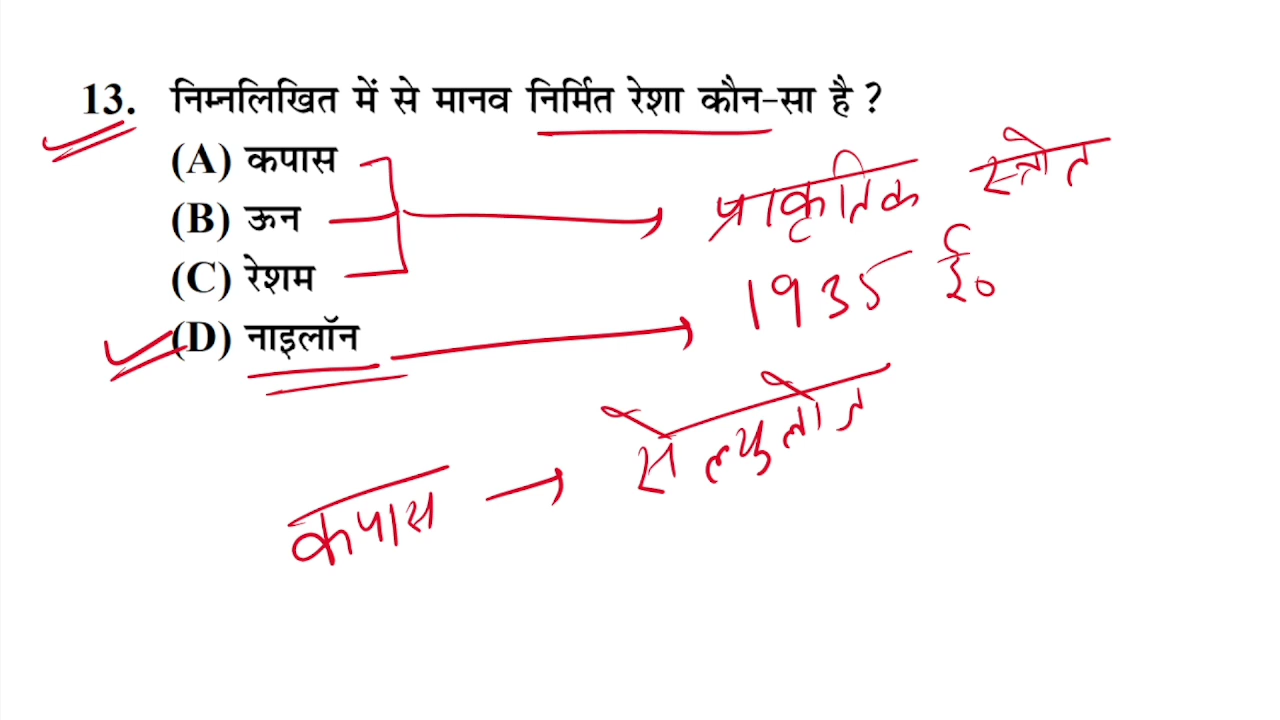 13. निम्नलिखित में से मानव निर्मित रेशा कौन-सा है ?
(A) कपास
(B) ऊन
(C) रेशम
(D) नाइलॉन
प्राकृतिक स्त्रोत
1935 ई०
कपास → सेल्युलोज